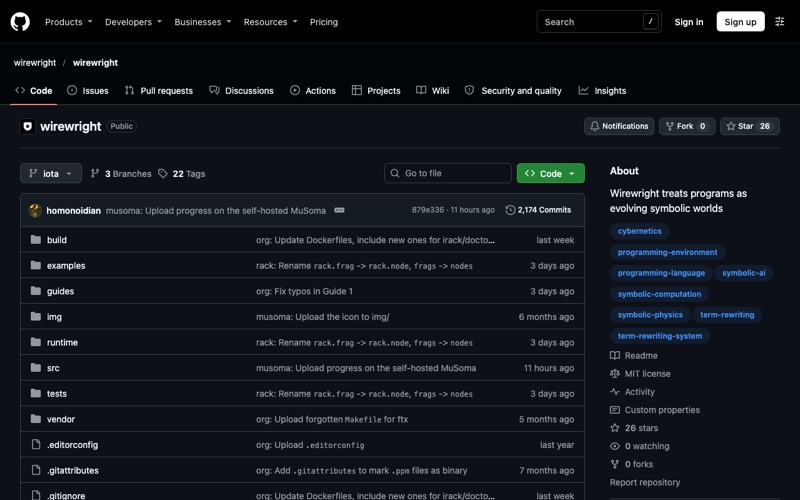 Products Developers Businesses Resources Pricing Search / Sign in Sign up
wirewright / wirewright
Code Issues Pull requests Discussions Actions Projects Wiki Security and quality Insights
wirewright Public Notifications Fork 0 Star 26
iota 3 Branches 22 Tags Go to file Code
homonoidian musoma: Upload progress on the self-hosted MuSoma 879e336 · 11 hours ago 2,174 Commits
build org: Update Dockerfiles, include new ones for irack/docto... last week
examples rack: Rename rack.frag -> rack.node, frags -> nodes 3 days ago
guides org: Fix typos in Guide 1 3 days ago
img musoma: Upload the icon to img/ 6 months ago
runtime rack: Rename rack.frag -> rack.node, frags -> nodes 3 days ago
src musoma: Upload progress on the self-hosted MuSoma 11 hours ago
tests rack: Rename rack.frag -> rack.node, frags -> nodes 3 days ago
vendor org: Upload forgotten Makefile for ftx 5 months ago
.editorconfig org: Upload .editorconfig last year
.gitattributes org: Add .gitattributes to mark .ppm files as binary 7 months ago
.gitignore org: Update Dockerfiles, include new ones for irack/docto... last week
About
Wirewright treats programs as
evolving symbolic worlds
cybernetics
programming-environment
programming-language symbolic-ai
symbolic-computation
symbolic-physics term-rewriting
term-rewriting-system
Readme
MIT license
Activity
Custom properties
26 stars
0 watching
0 forks
Report repository